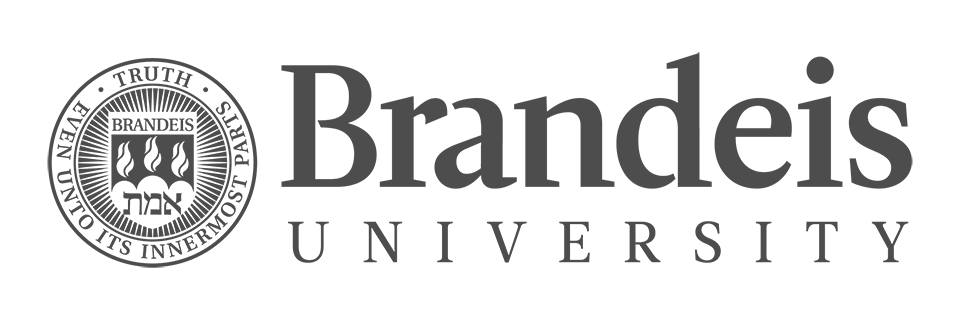 TRUTH
EVEN UNTO ITS INNERMOST PARTS
BRANDEIS
אמת
Brandeis
UNIVERSITY